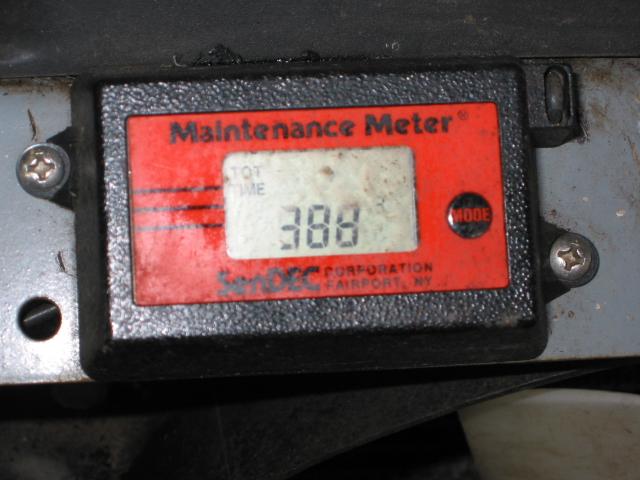 Maintenance Meter®
TOT
TIME
388
MODE
SenDEC CORPORATION
FAIRPORT, NY